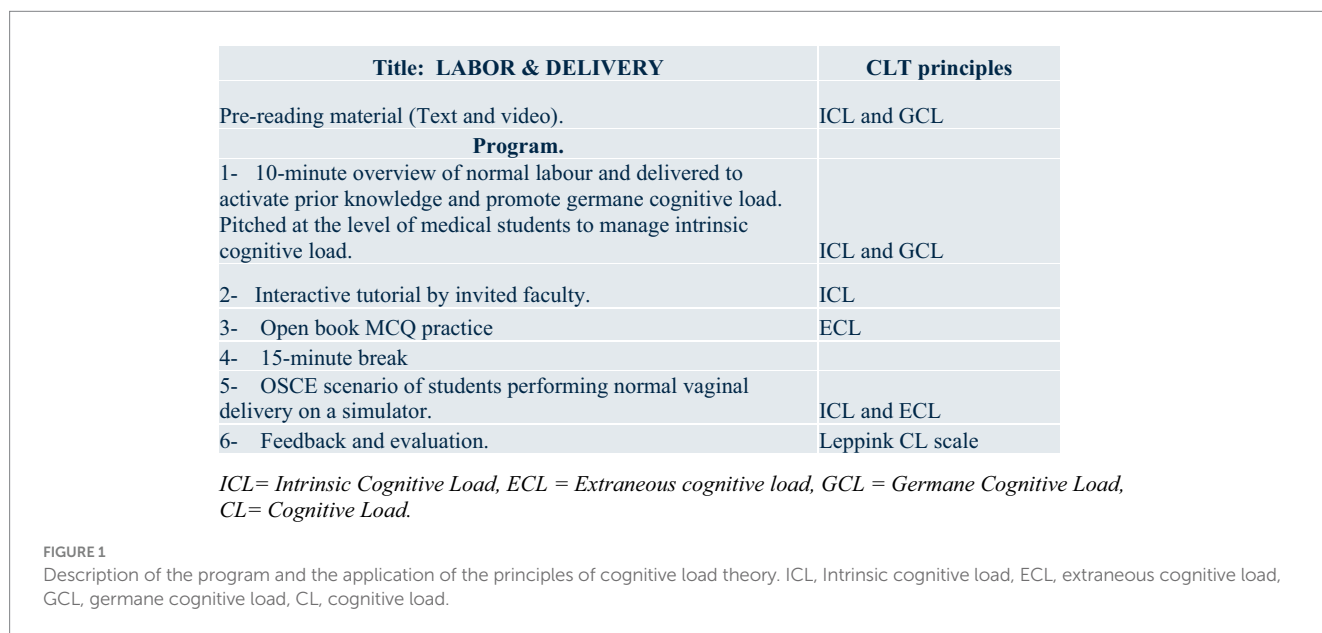 Title: LABOR & DELIVERY CLT principles
Pre-reading material (Text and video). ICL and GCL
Program.
1- 10-minute overview of normal labour and delivered to
activate prior knowledge and promote germane cognitive load.
Pitched at the level of medical students to manage intrinsic
cognitive load. ICL and GCL
2- Interactive tutorial by invited faculty. ICL
3- Open book MCQ practice ECL
4- 15-minute break
5- OSCE scenario of students performing normal vaginal
delivery on a simulator. ICL and ECL
6- Feedback and evaluation. Leppink CL scale
ICL= Intrinsic Cognitive Load, ECL = Extraneous cognitive load, GCL = Germane Cognitive Load,
CL= Cognitive Load.
FIGURE 1
Description of the program and the application of the principles of cognitive load theory. ICL, Intrinsic cognitive load, ECL, extraneous cognitive load,
GCL, germane cognitive load, CL, cognitive load.